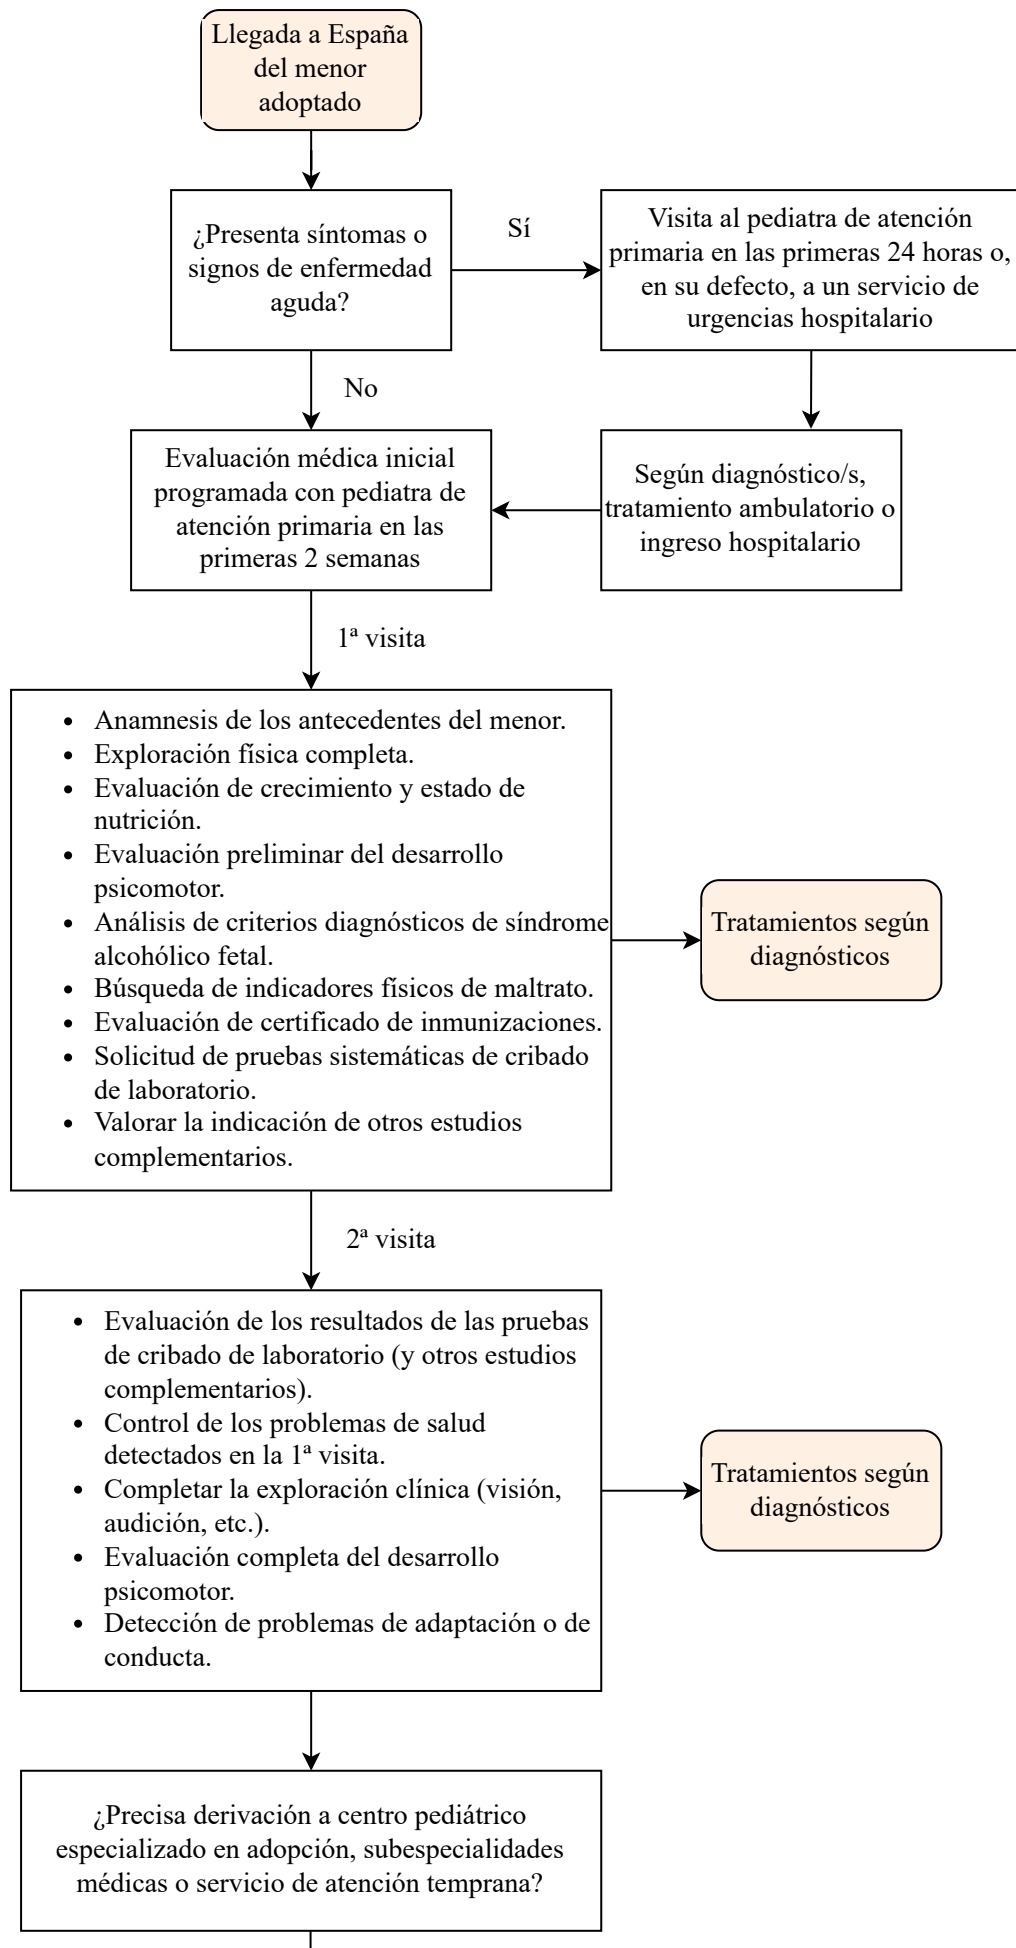 Llegada a España
del menor
adoptado
¿Presenta síntomas o
signos de enfermedad
aguda?
Sí
Visita al pediatra de atención
primaria en las primeras 24 horas o,
en su defecto, a un servicio de
urgencias hospitalario
No
Evaluación médica inicial
programada con pediatra de
atención primaria en las
primeras 2 semanas
Según diagnóstico/s,
tratamiento ambulatorio o
ingreso hospitalario
1ª visita
• Anamnesis de los antecedentes del menor.
• Exploración física completa.
• Evaluación de crecimiento y estado de
nutrición.
• Evaluación preliminar del desarrollo
psicomotor.
• Análisis de criterios diagnósticos de síndrome
alcohólico fetal.
• Búsqueda de indicadores físicos de maltrato.
• Evaluación de certificado de inmunizaciones.
• Solicitud de pruebas sistemáticas de cribado
de laboratorio.
• Valorar la indicación de otros estudios
complementarios.
Tratamientos según
diagnósticos
2ª visita
• Evaluación de los resultados de las pruebas
de cribado de laboratorio (y otros estudios
complementarios).
• Control de los problemas de salud
detectados en la 1ª visita.
• Completar la exploración clínica (visión,
audición, etc.).
• Evaluación completa del desarrollo
psicomotor.
• Detección de problemas de adaptación o de
conducta.
Tratamientos según
diagnósticos
¿Precisa derivación a centro pediátrico
especializado en adopción, subespecialidades
médicas o servicio de atención temprana?